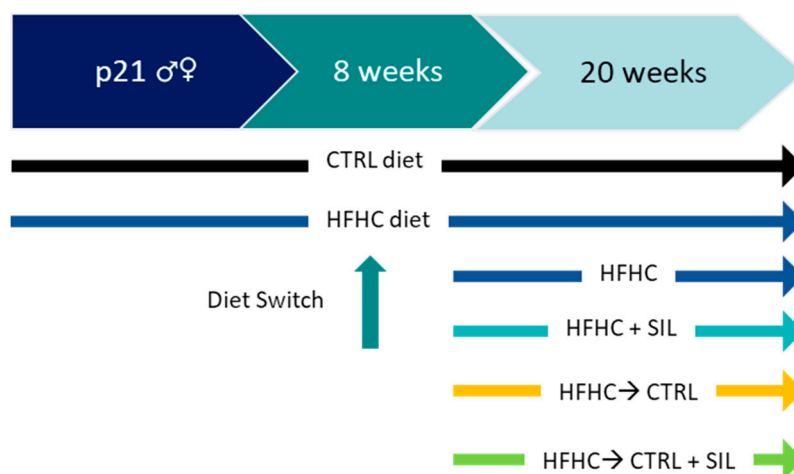 p21 ♂♀
8 weeks
20 weeks
CTRL diet
HFHC diet
Diet Switch
HFHC
HFHC + SIL
HFHC→ CTRL
HFHC→ CTRL + SIL